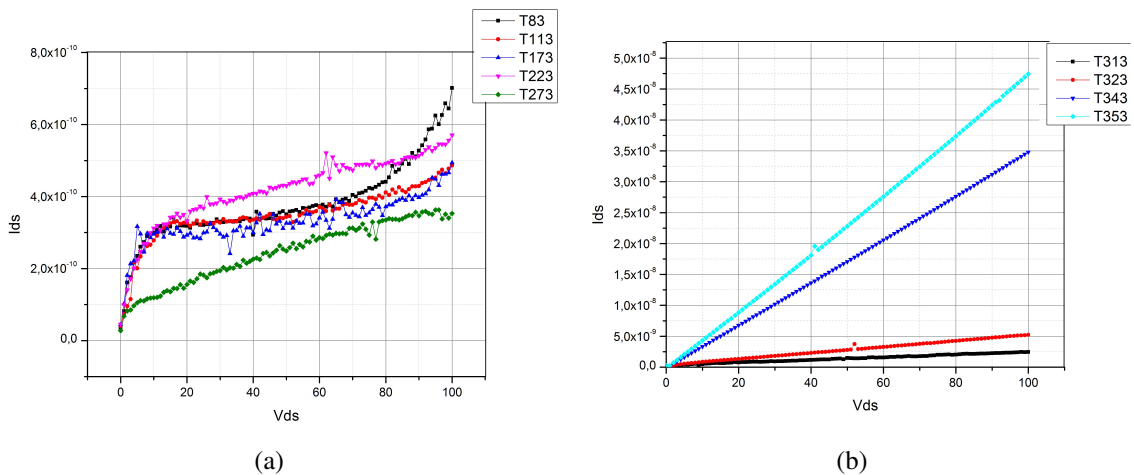 T83
T113
T173
T223
T273
8,0x10⁻¹⁰
6,0x10⁻¹⁰
4,0x10⁻¹⁰
2,0x10⁻¹⁰
0,0
Ids
0 20 40 60 80 100
Vds
(a)
T313
T323
T343
T353
5,0x10⁻⁸
4,5x10⁻⁸
4,0x10⁻⁸
3,5x10⁻⁸
3,0x10⁻⁸
2,5x10⁻⁸
2,0x10⁻⁸
1,5x10⁻⁸
1,0x10⁻⁸
5,0x10⁻⁹
0,0
Ids
0 20 40 60 80 100
Vds
(b)